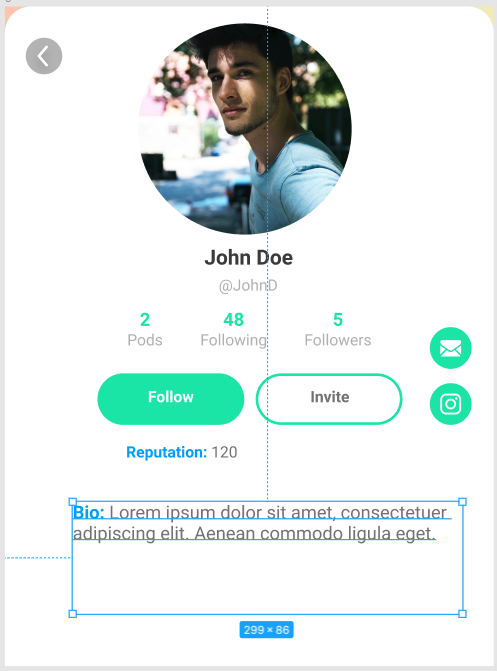 John Doe
@JohnD
2 48 5
Pods Following Followers
Follow Invite
Reputation: 120
Bio: Lorem ipsum dolor sit amet, consectetuer
adipiscing elit. Aenean commodo ligula eget.
299 × 86